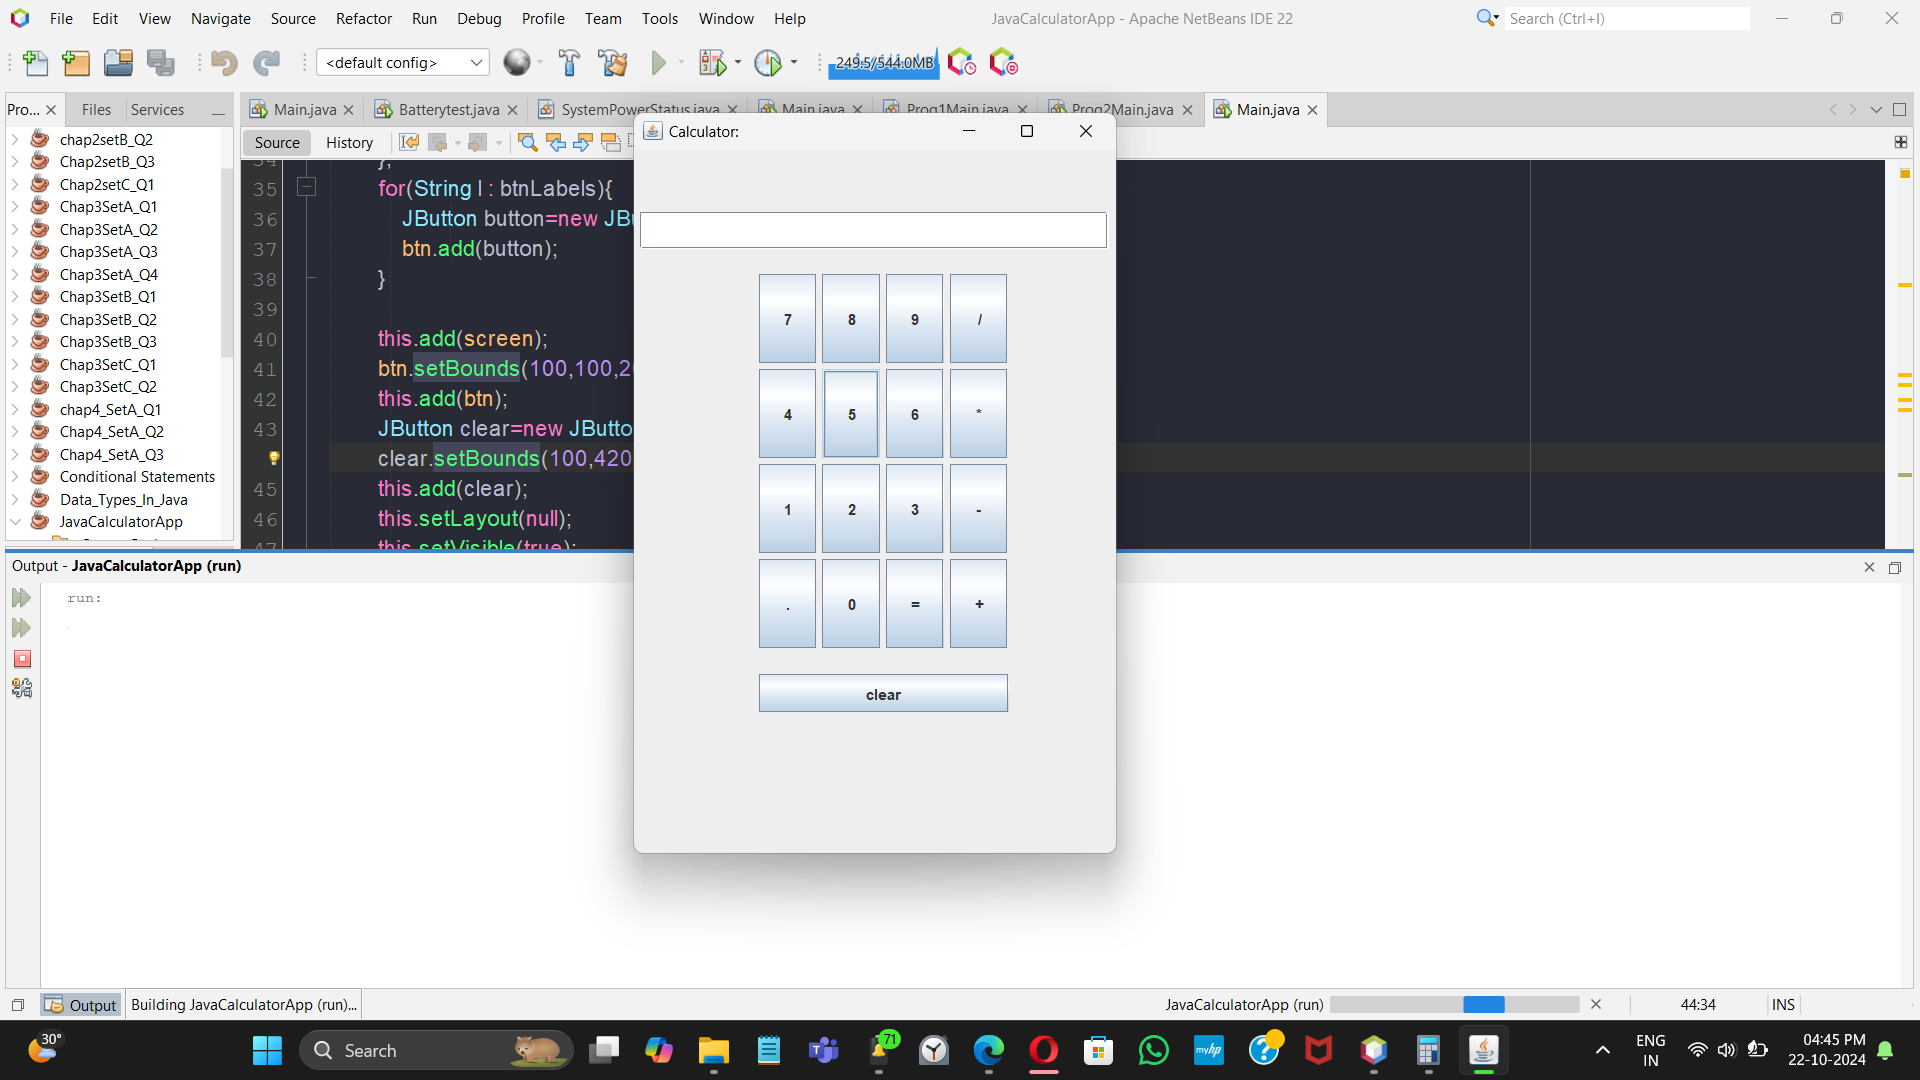 File Edit View Navigate Source Refactor Run Debug Profile Team Tools Window Help
JavaCalculatorApp - Apache NetBeans IDE 22
Search (Ctrl+I)
<default config>
249.5/544.0MB
Pro... Files Services
Main.java Batterytest.java SystemPowerStatus.java Main.java Prog1Main.java Prog2Main.java Main.java
Source History
chap2setB_Q2
Chap2setB_Q3
Chap2setC_Q1
Chap3SetA_Q1
Chap3SetA_Q2
Chap3SetA_Q3
Chap3SetA_Q4
Chap3SetB_Q1
Chap3SetB_Q2
Chap3SetB_Q3
Chap3SetC_Q1
Chap3SetC_Q2
chap4_SetA_Q1
Chap4_SetA_Q2
Chap4_SetA_Q3
Conditional Statements
Data_Types_In_Java
JavaCalculatorApp
34 };
35 for(String l : btnLabels){
36 JButton button=new JBu
37 btn.add(button);
38 }
39
40 this.add(screen);
41 btn.setBounds(100,100,20
42 this.add(btn);
43 JButton clear=new JButto
clear.setBounds(100,420
45 this.add(clear);
46 this.setLayout(null);
47 this.setVisible(true);
Calculator:
7 8 9 /
4 5 6 *
1 2 3 -
. 0 = +
clear
Output - JavaCalculatorApp (run)
run:
Output
Building JavaCalculatorApp (run)...
JavaCalculatorApp (run)
44:34
INS
30°
Search
71
myhp
ENG
IN
04:45 PM
22-10-2024